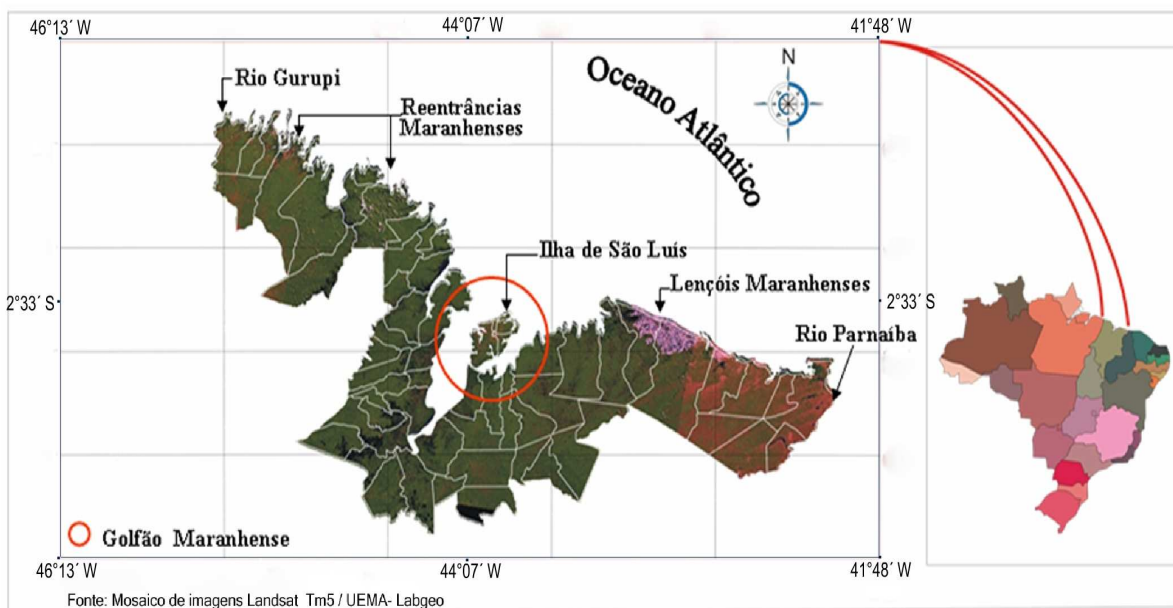 46°13´ W
44°07´ W
41°48´ W
Rio Gurupi
Reentrâncias
Maranhenses
Oceano Atlântico
N
Ilha de São Luís
Lençóis Maranhenses
2°33´ S
2°33´ S
Rio Parnaíba
Golfão Maranhense
46°13´ W
44°07´ W
41°48´ W
Fonte: Mosaico de imagens Landsat Tm5 / UEMA- Labgeo